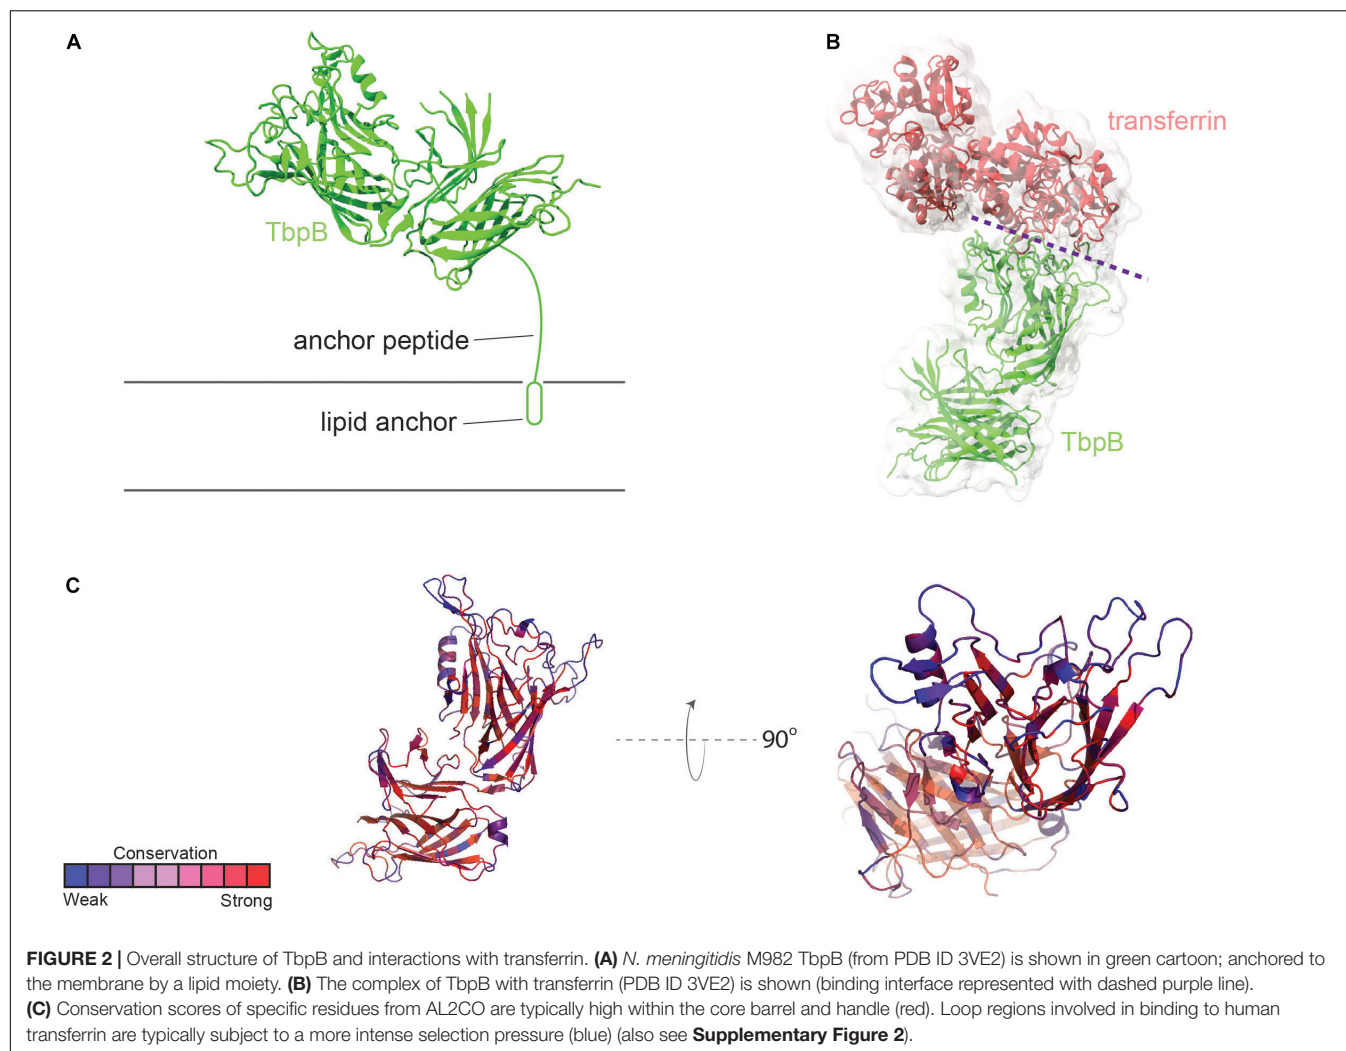 A
B
transferrin
TbpB
anchor peptide
lipid anchor
TbpB
C
90°
Conservation
Weak Strong
FIGURE 2 | Overall structure of TbpB and interactions with transferrin. (A) N. meningitidis M982 TbpB (from PDB ID 3VE2) is shown in green cartoon; anchored to
the membrane by a lipid moiety. (B) The complex of TbpB with transferrin (PDB ID 3VE2) is shown (binding interface represented with dashed purple line).
(C) Conservation scores of specific residues from AL2CO are typically high within the core barrel and handle (red). Loop regions involved in binding to human
transferrin are typically subject to a more intense selection pressure (blue) (also see Supplementary Figure 2).